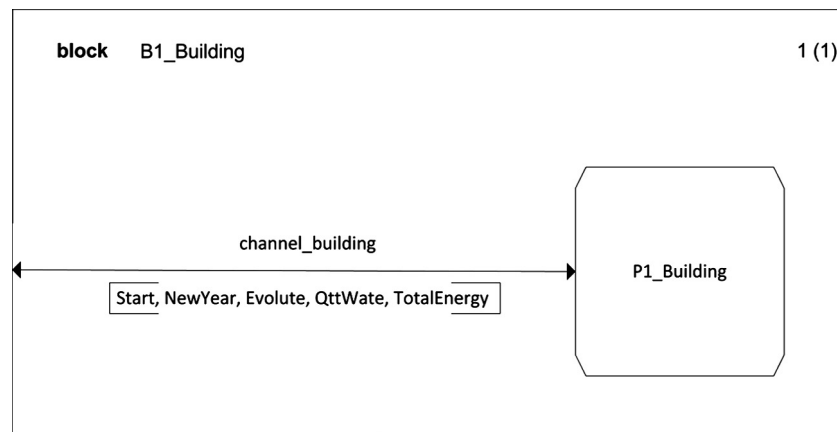 block B1_Building 1 (1)
channel_building
Start, NewYear, Evolute, QttWate, TotalEnergy
P1_Building